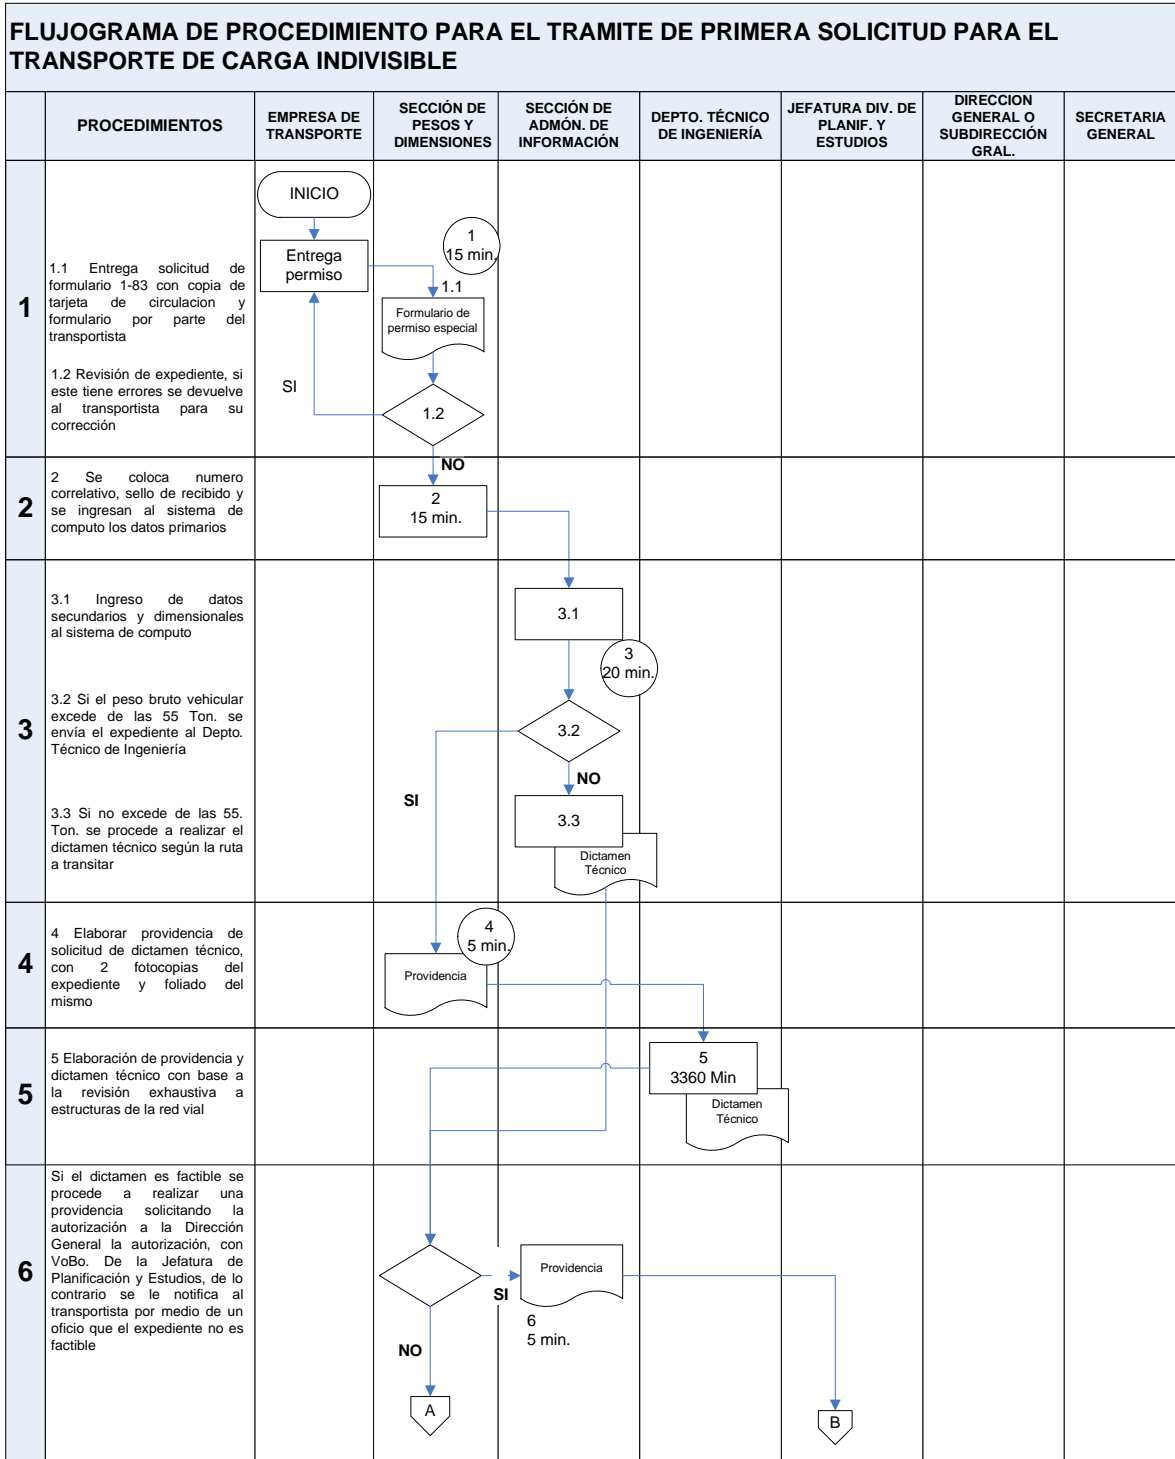 FLUJOGRAMA DE PROCEDIMIENTO PARA EL TRAMITE DE PRIMERA SOLICITUD PARA EL
TRANSPORTE DE CARGA INDIVISIBLE
PROCEDIMIENTOS
EMPRESA DE
TRANSPORTE
SECCIÓN DE
PESOS Y
DIMENSIONES
SECCIÓN DE
ADMÓN. DE
INFORMACIÓN
DEPTO. TÉCNICO
DE INGENIERÍA
JEFATURA DIV. DE
PLANIF. Y
ESTUDIOS
DIRECCION
GENERAL O
SUBDIRECCIÓN
GRAL.
SECRETARIA
GENERAL
1
1.1 Entrega solicitud de
formulario 1-83 con copia de
tarjeta de circulacion y
formulario por parte del
transportista
1.2 Revisión de expediente, si
este tiene errores se devuelve
al transportista para su
corrección
INICIO
Entrega
permiso
1
15 min.
1.1
Formulario de
permiso especial
SI
1.2
NO
2
2 Se coloca numero
correlativo, sello de recibido y
se ingresan al sistema de
computo los datos primarios
2
15 min.
3
3.1 Ingreso de datos
secundarios y dimensionales
al sistema de computo
3.2 Si el peso bruto vehicular
excede de las 55 Ton. se
envía el expediente al Depto.
Técnico de Ingeniería
3.3 Si no excede de las 55.
Ton. se procede a realizar el
dictamen técnico según la ruta
a transitar
3.1
3
20 min.
3.2
NO
SI
3.3
Dictamen
Técnico
4
4 Elaborar providencia de
solicitud de dictamen técnico,
con 2 fotocopias del
expediente y foliado del
mismo
4
5 min.
Providencia
5
5 Elaboración de providencia y
dictamen técnico con base a
la revisión exhaustiva a
estructuras de la red vial
5
3360 Min
Dictamen
Técnico
6
Si el dictamen es factible se
procede a realizar una
providencia solicitando la
autorización a la Dirección
General la autorización, con
VoBo. De la Jefatura de
Planificación y Estudios, de lo
contrario se le notifica al
transportista por medio de un
oficio que el expediente no es
factible
SI
Providencia
6
5 min.
NO
A
B